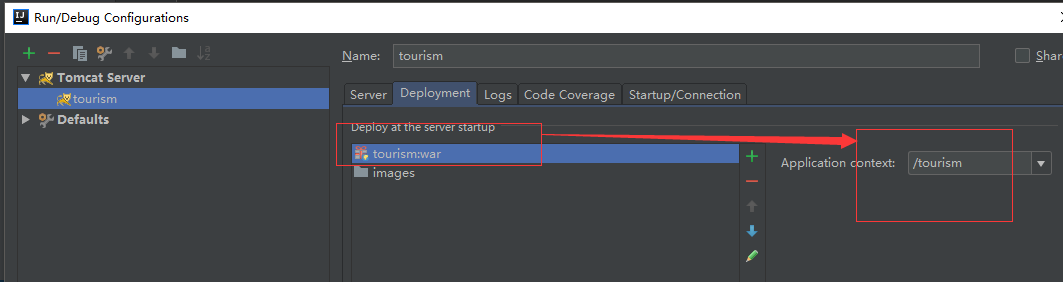 Run/Debug Configurations
Name: tourism
Share
Tomcat Server
tourism
Defaults
Server Deployment Logs Code Coverage Startup/Connection
Deploy at the server startup
tourism:war
images
Application context: /tourism